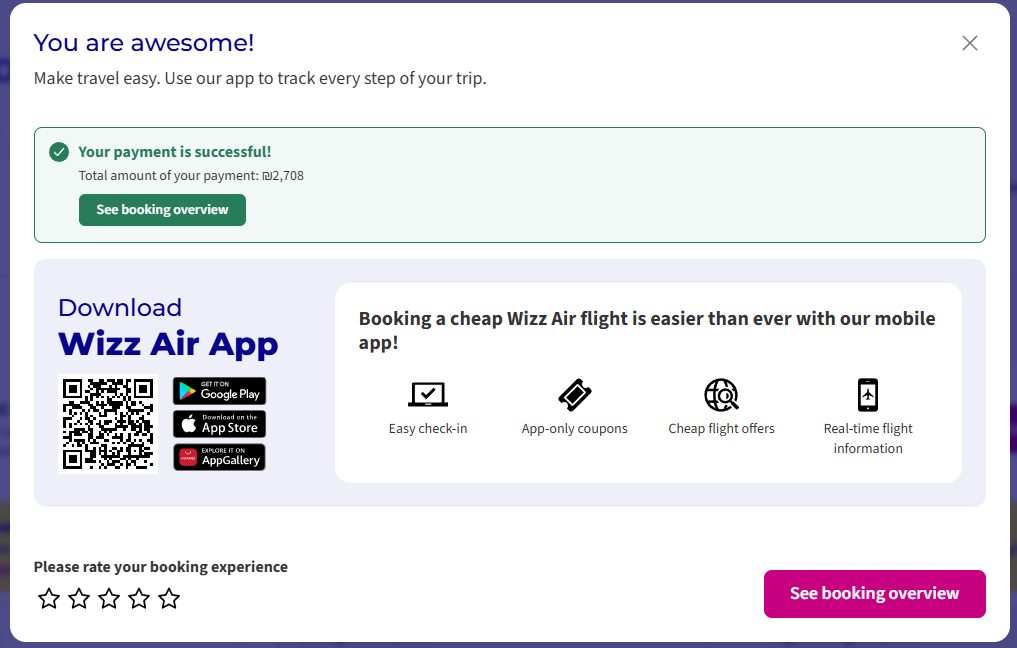 You are awesome!
Make travel easy. Use our app to track every step of your trip.
Your payment is successful!
Total amount of your payment: ₪2,708
See booking overview
Download
Wizz Air App
GET IT ON
Google Play
Download on the
App Store
EXPLORE IT ON
AppGallery
Booking a cheap Wizz Air flight is easier than ever with our mobile
app!
Easy check-in
App-only coupons
Cheap flight offers
Real-time flight
information
Please rate your booking experience
See booking overview